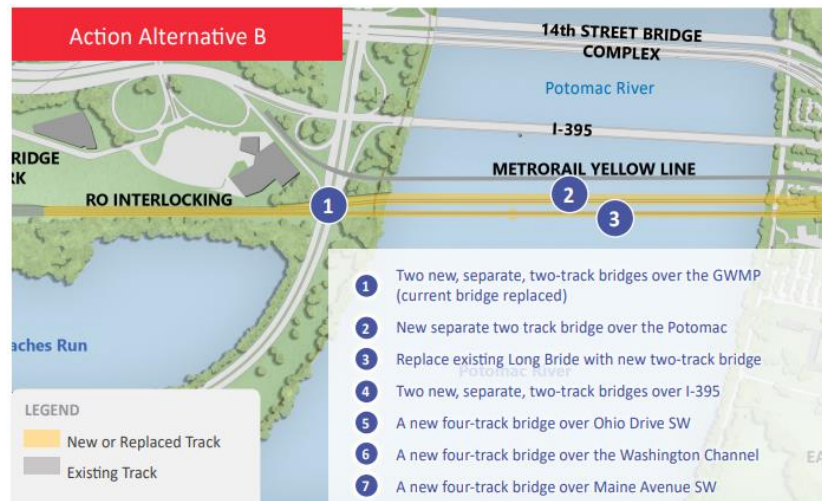 Action Alternative B
14th STREET BRIDGE
COMPLEX
Potomac River
I-395
RIDGE
RK
METRORAIL YELLOW LINE
RO INTERLOCKING
1
2
3
aches Run
1 Two new, separate, two-track bridges over the GWMP
(current bridge replaced)
2 New separate two track bridge over the Potomac
3 Replace existing Long Bride with new two-track bridge
Potomac River
4 Two new, separate, two-track bridges over I-395
5 A new four-track bridge over Ohio Drive SW
6 A new four-track bridge over the Washington Channel
7 A new four-track bridge over Maine Avenue SW
EA
LEGEND
New or Replaced Track
Existing Track